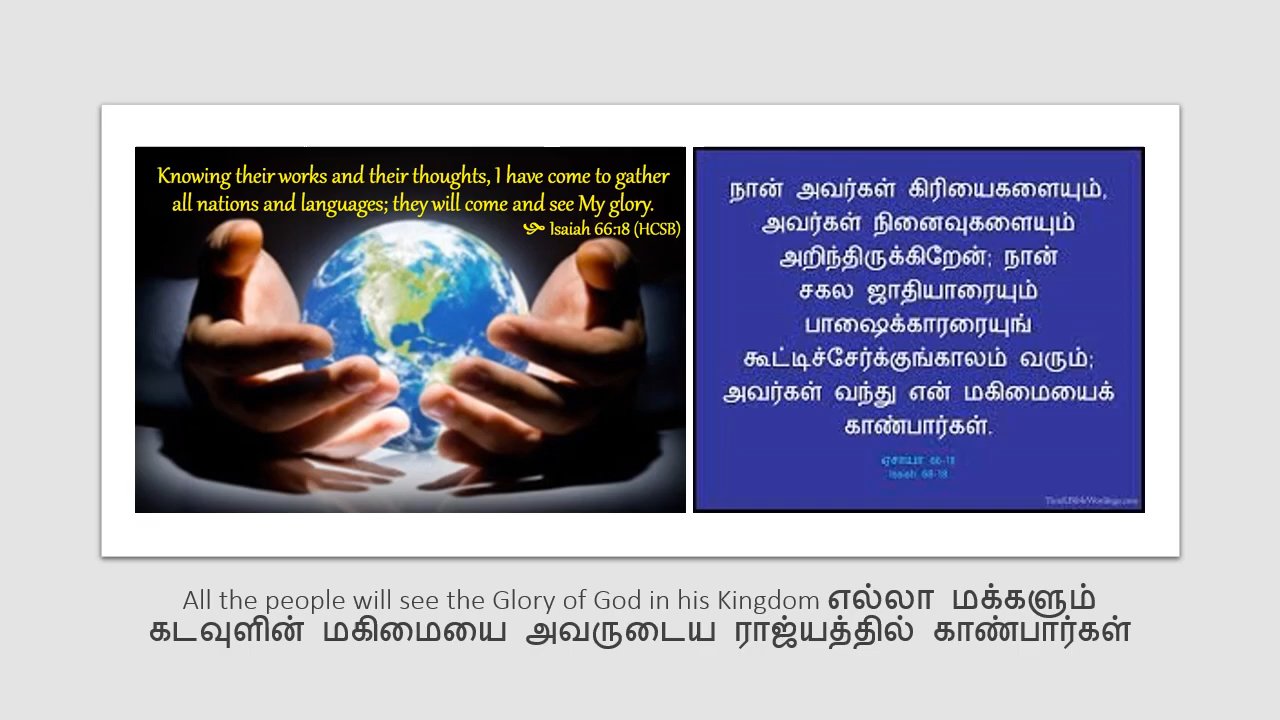 Knowing their works and their thoughts, I have come to gather
all nations and languages; they will come and see My glory.
Isaiah 66:18 (HCSB)
நான் அவர்கள் கிரியைகளையும்,
அவர்கள் நினைவுகளையும்
அறிந்திருக்கிறேன்; நான்
சகல ஜாதியாரையும்
பாஷைக்காரரையுங்
கூட்டிச்சேர்க்குங்காலம் வரும்;
அவர்கள் வந்து என் மகிமையைக்
காண்பார்கள்.
ஏசாயா 66-18
Isaiah 66-18
All the people will see the Glory of God in his Kingdom எல்லா மக்களும்
கடவுளின் மகிமையை அவருடைய ராஜ்யத்தில் காண்பார்கள்